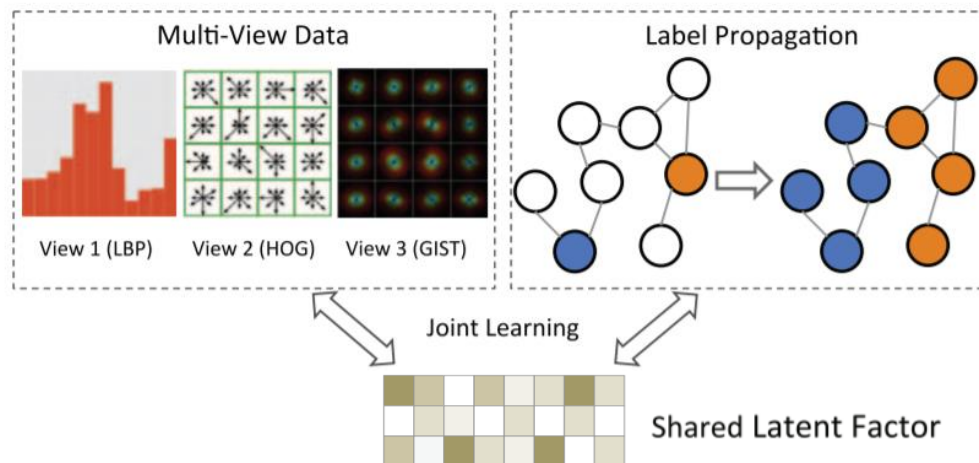 Multi-View Data
Label Propagation
View 1 (LBP)
View 2 (HOG)
View 3 (GIST)
Joint Learning
Shared Latent Factor